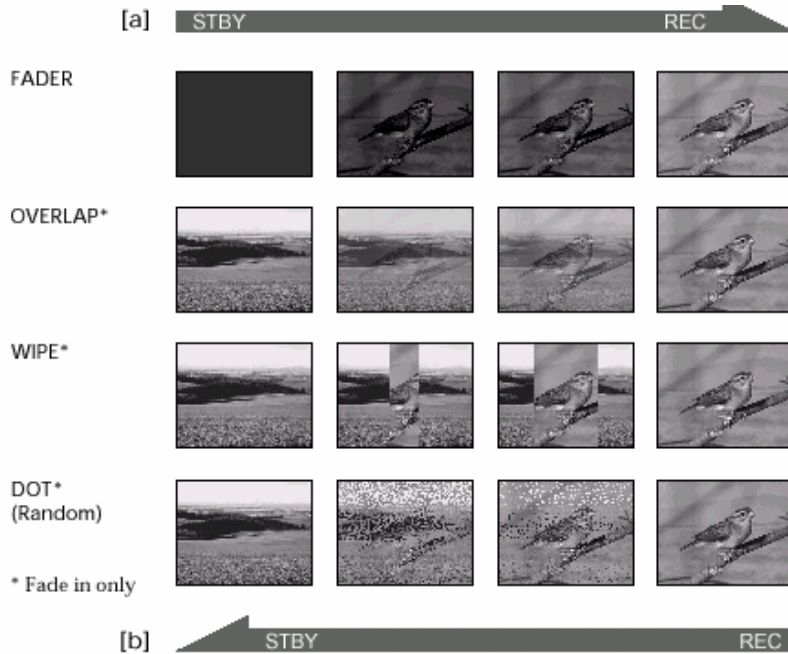 [a] STBY REC
FADER
OVERLAP*
WIPE*
DOT*
(Random)
* Fade in only
[b] STBY REC